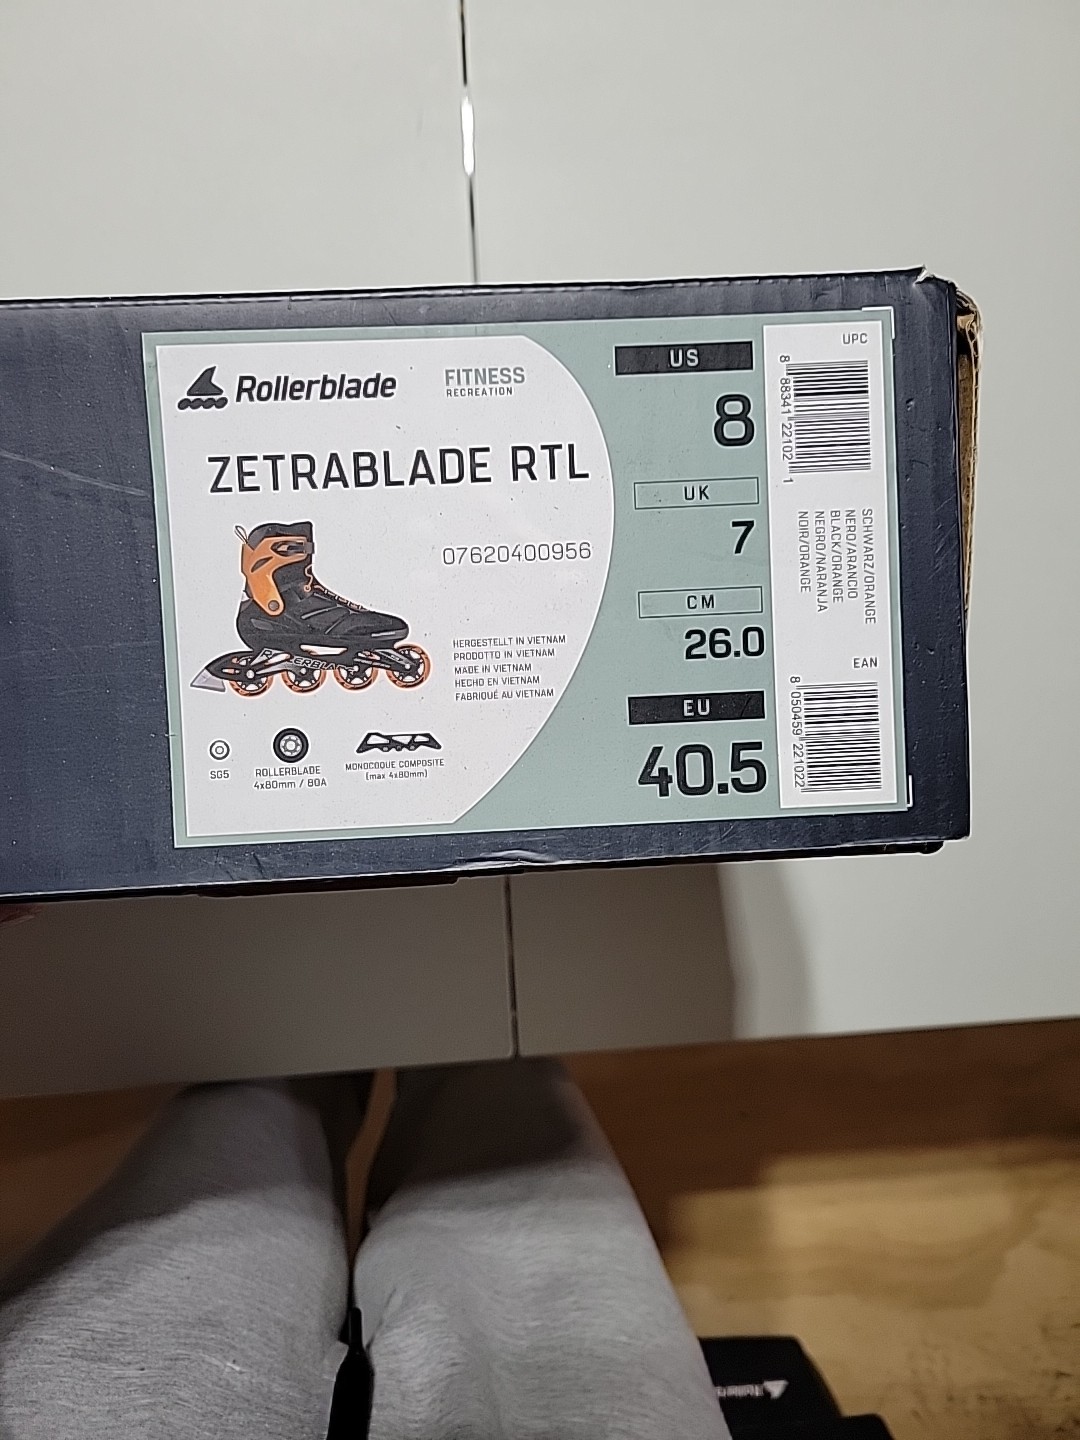 Rollerblade
FITNESS
RECREATION
ZETRABLADE RTL
07620400956
ROLLERBLADE
HERGESTELLT IN VIETNAM
PRODOTTO IN VIETNAM
MADE IN VIETNAM
HECHO EN VIETNAM
FABRIQUÉ AU VIETNAM
SG5
ROLLERBLADE
4x80mm / 80A
MONOCOQUE COMPOSITE
(max 4x80mm)
US
8
UK
7
CM
26.0
EU
40.5
UPC
8 88341 22102 1
SCHWARZ/ORANGE
NERO/ARANCIO
BLACK/ORANGE
NEGRO/NARANJA
NOIR/ORANGE
EAN
8 050459 221022